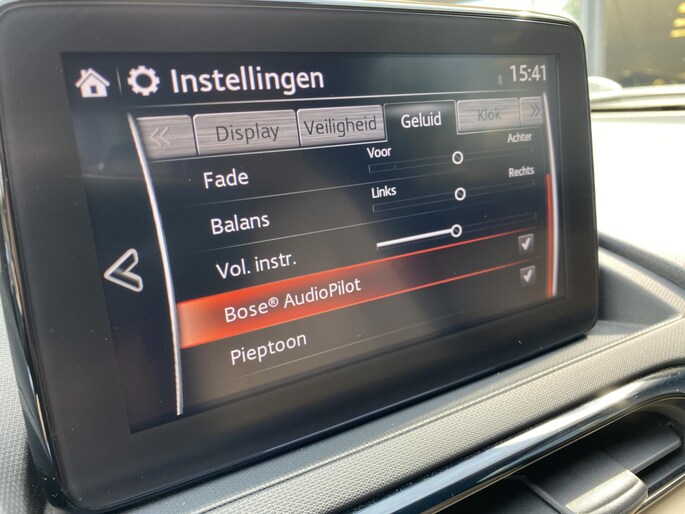 Instellingen
15:41
Display
Veiligheid
Geluid
Klok
Fade
Voor
Achter
Balans
Links
Rechts
Vol. instr.
Bose® AudioPilot
Pieptoon